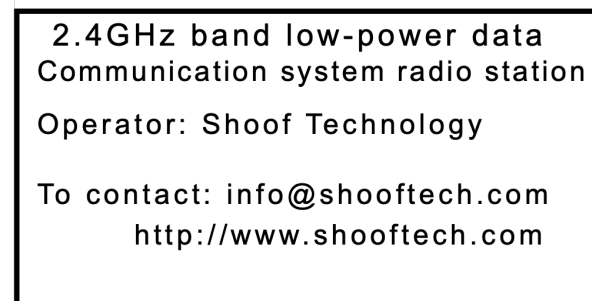 2.4GHz band low-power data
Communication system radio station
Operator: Shoof Technology
To contact: info@shooftech.com
http://www.shooftech.com